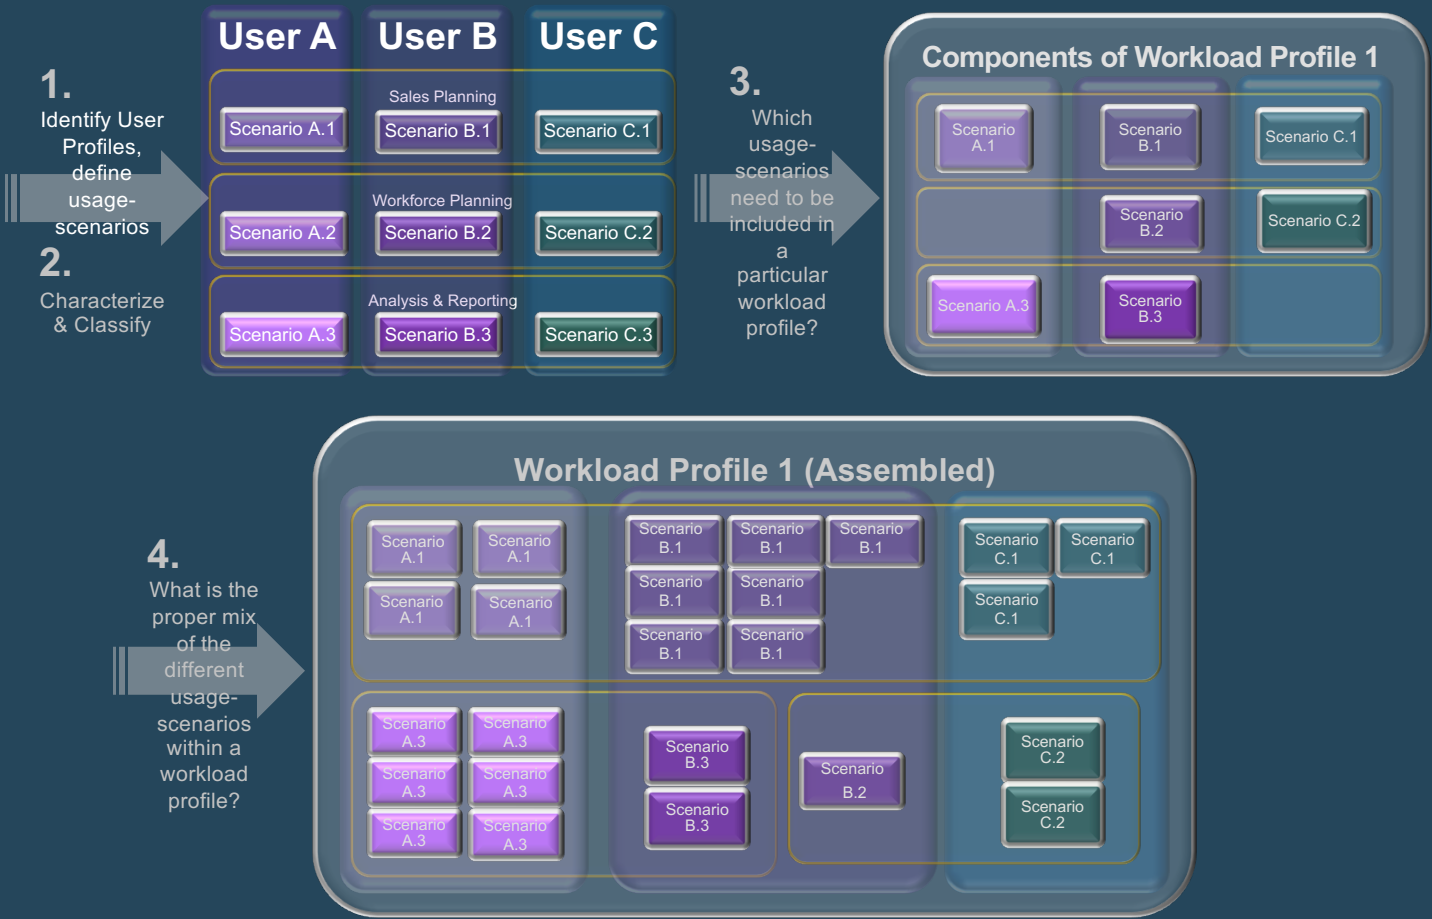 User A
User B
User C
1.
Identify User
Profiles,
define
usage-
scenarios
2.
Characterize
& Classify
Sales Planning
Scenario A.1
Scenario B.1
Scenario C.1
Workforce Planning
Scenario A.2
Scenario B.2
Scenario C.2
Analysis & Reporting
Scenario A.3
Scenario B.3
Scenario C.3
3.
Which
usage-
scenarios
need to be
included in
a
particular
workload
profile?
Components of Workload Profile 1
Scenario
A.1
Scenario
B.1
Scenario C.1
Scenario
B.2
Scenario C.2
Scenario A.3
Scenario
B.3
4.
What is the
proper mix
of the
different
usage-
scenarios
within a
workload
profile?
Workload Profile 1 (Assembled)
Scenario
A.1
Scenario
A.1
Scenario
A.1
Scenario
A.1
Scenario
B.1
Scenario
B.1
Scenario
B.1
Scenario
B.1
Scenario
B.1
Scenario
B.1
Scenario
B.1
Scenario
C.1
Scenario
C.1
Scenario
C.1
Scenario
A.3
Scenario
A.3
Scenario
A.3
Scenario
A.3
Scenario
A.3
Scenario
A.3
Scenario
B.3
Scenario
B.3
Scenario
B.2
Scenario
C.2
Scenario
C.2